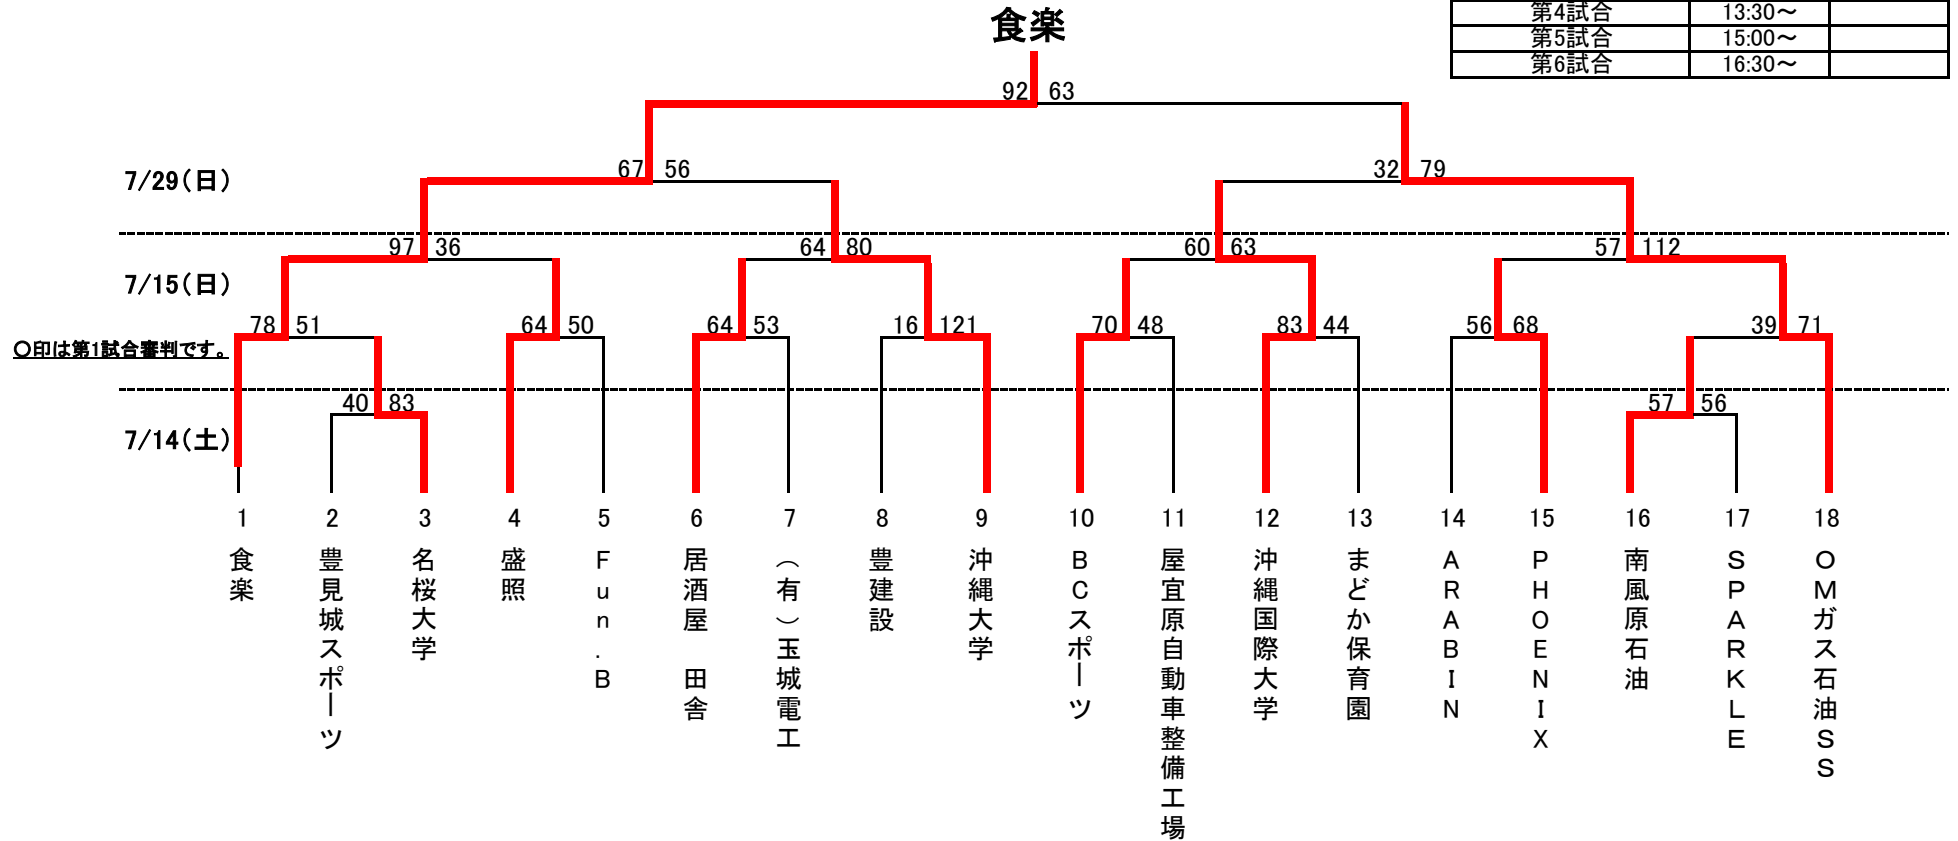 食楽
第4試合 13:30～
第5試合 15:00～
第6試合 16:30～
92 63
67 56 32 79
7/29(日)
97 36 64 80 60 63 57 112
7/15(日)
78 51 64 50 64 53 16 121 70 48 83 44 56 68 39 71
〇印は第1試合審判です。
40 83 57 56
7/14(土)
1 2 3 4 5 6 7 8 9 10 11 12 13 14 15 16 17 18
食楽
豊見城スポーツ
名桜大学
盛照
Fun.B
居酒屋 田舎
（有）玉城電工
豊建設
沖縄大学
BCスポーツ
屋宜原自動車整備工場
沖縄国際大学
まどか保育園
ARABIN
PHOENIX
南風原石油
SPARKLE
OMガス石油SS